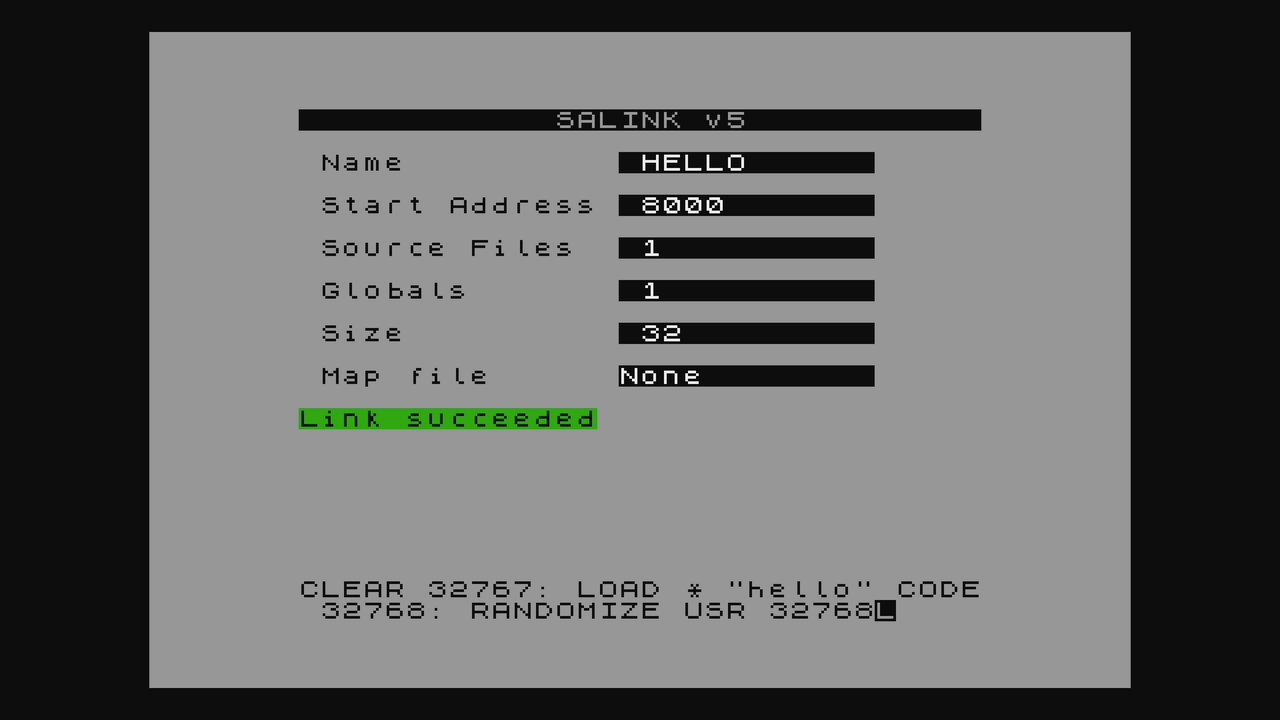 SALINK v5
Name HELLO
Start Address 8000
Source Files 1
Globals 1
Size 32
Map file None
Link succeeded
CLEAR 32767: LOAD * "hello" CODE
32768: RANDOMIZE USR 32768L